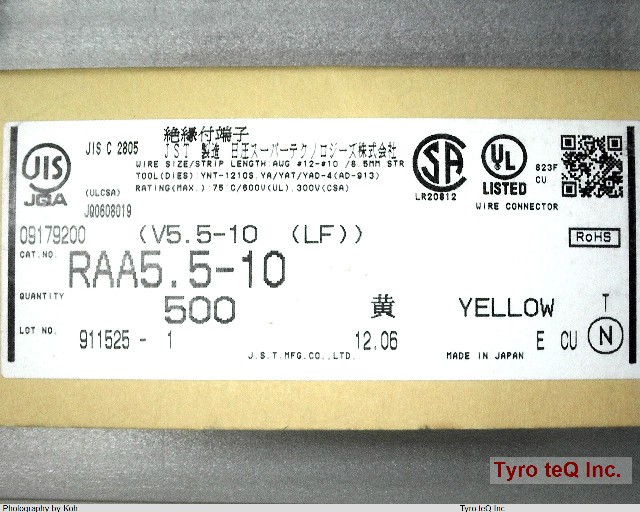 JIS C 2805 絶縁付端子
J.S.T. 製造 日圧スーパーテクノロジーズ株式会社
WIRE SIZE/STRIP LENGTH:AWG #12-#10 /8.5MM STR
TOOL(DIES):YNT-1210S,YA/YAT/YAD-4(AD-913)
RATING(MAX.):75°C/600V(UL),300V(CSA)
JIS
JQA
(ULCSA)
JQ0608019
SA
LR20812
UL
LISTED
823F
CU
WIRE CONNECTOR
09179200 (V5.5-10 (LF))
RoHS
CAT.NO. RAA5.5-10
QUANTITY 500 黄 YELLOW T
LOT NO. 911525 - 1 12.06 E CU N
J.S.T.MFG.CO.,LTD. MADE IN JAPAN
Tyro teQ Inc.
Photography by Koh Tyro teQ Inc